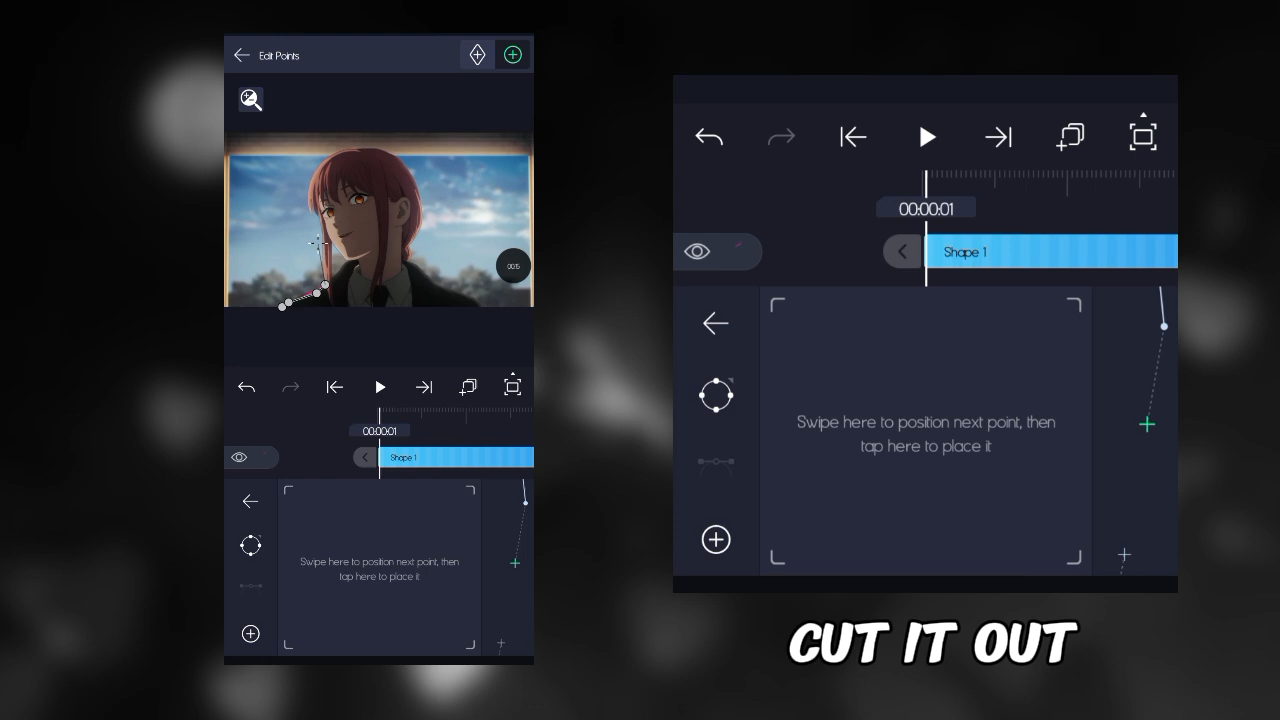 Edit Points
00:15
00:00:01
Shape 1
Swipe here to position next point, then
tap here to place it
00:00:01
Shape 1
Swipe here to position next point, then
tap here to place it
CUT IT OUT